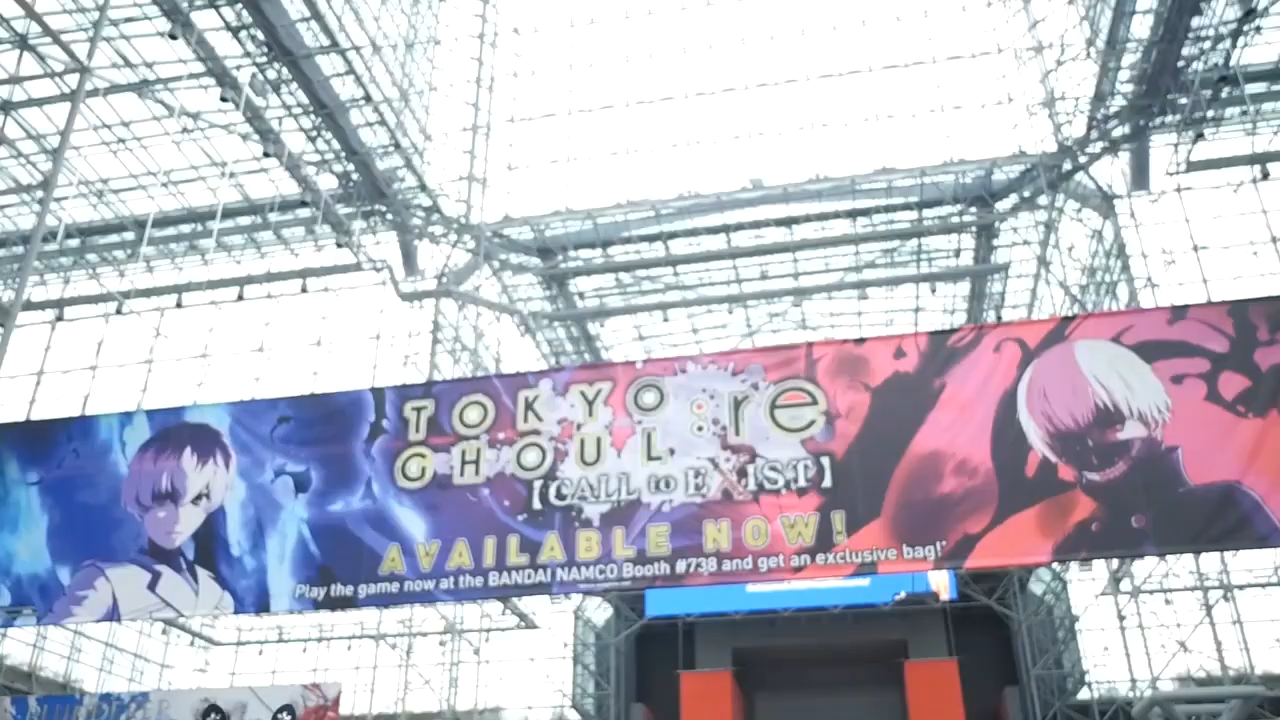 TOKYO
GHOUL :re
【CALL to EXIST】
AVAILABLE NOW!
Play the game now at the BANDAI NAMCO Booth #738 and get an exclusive bag!*
PLUNDERER